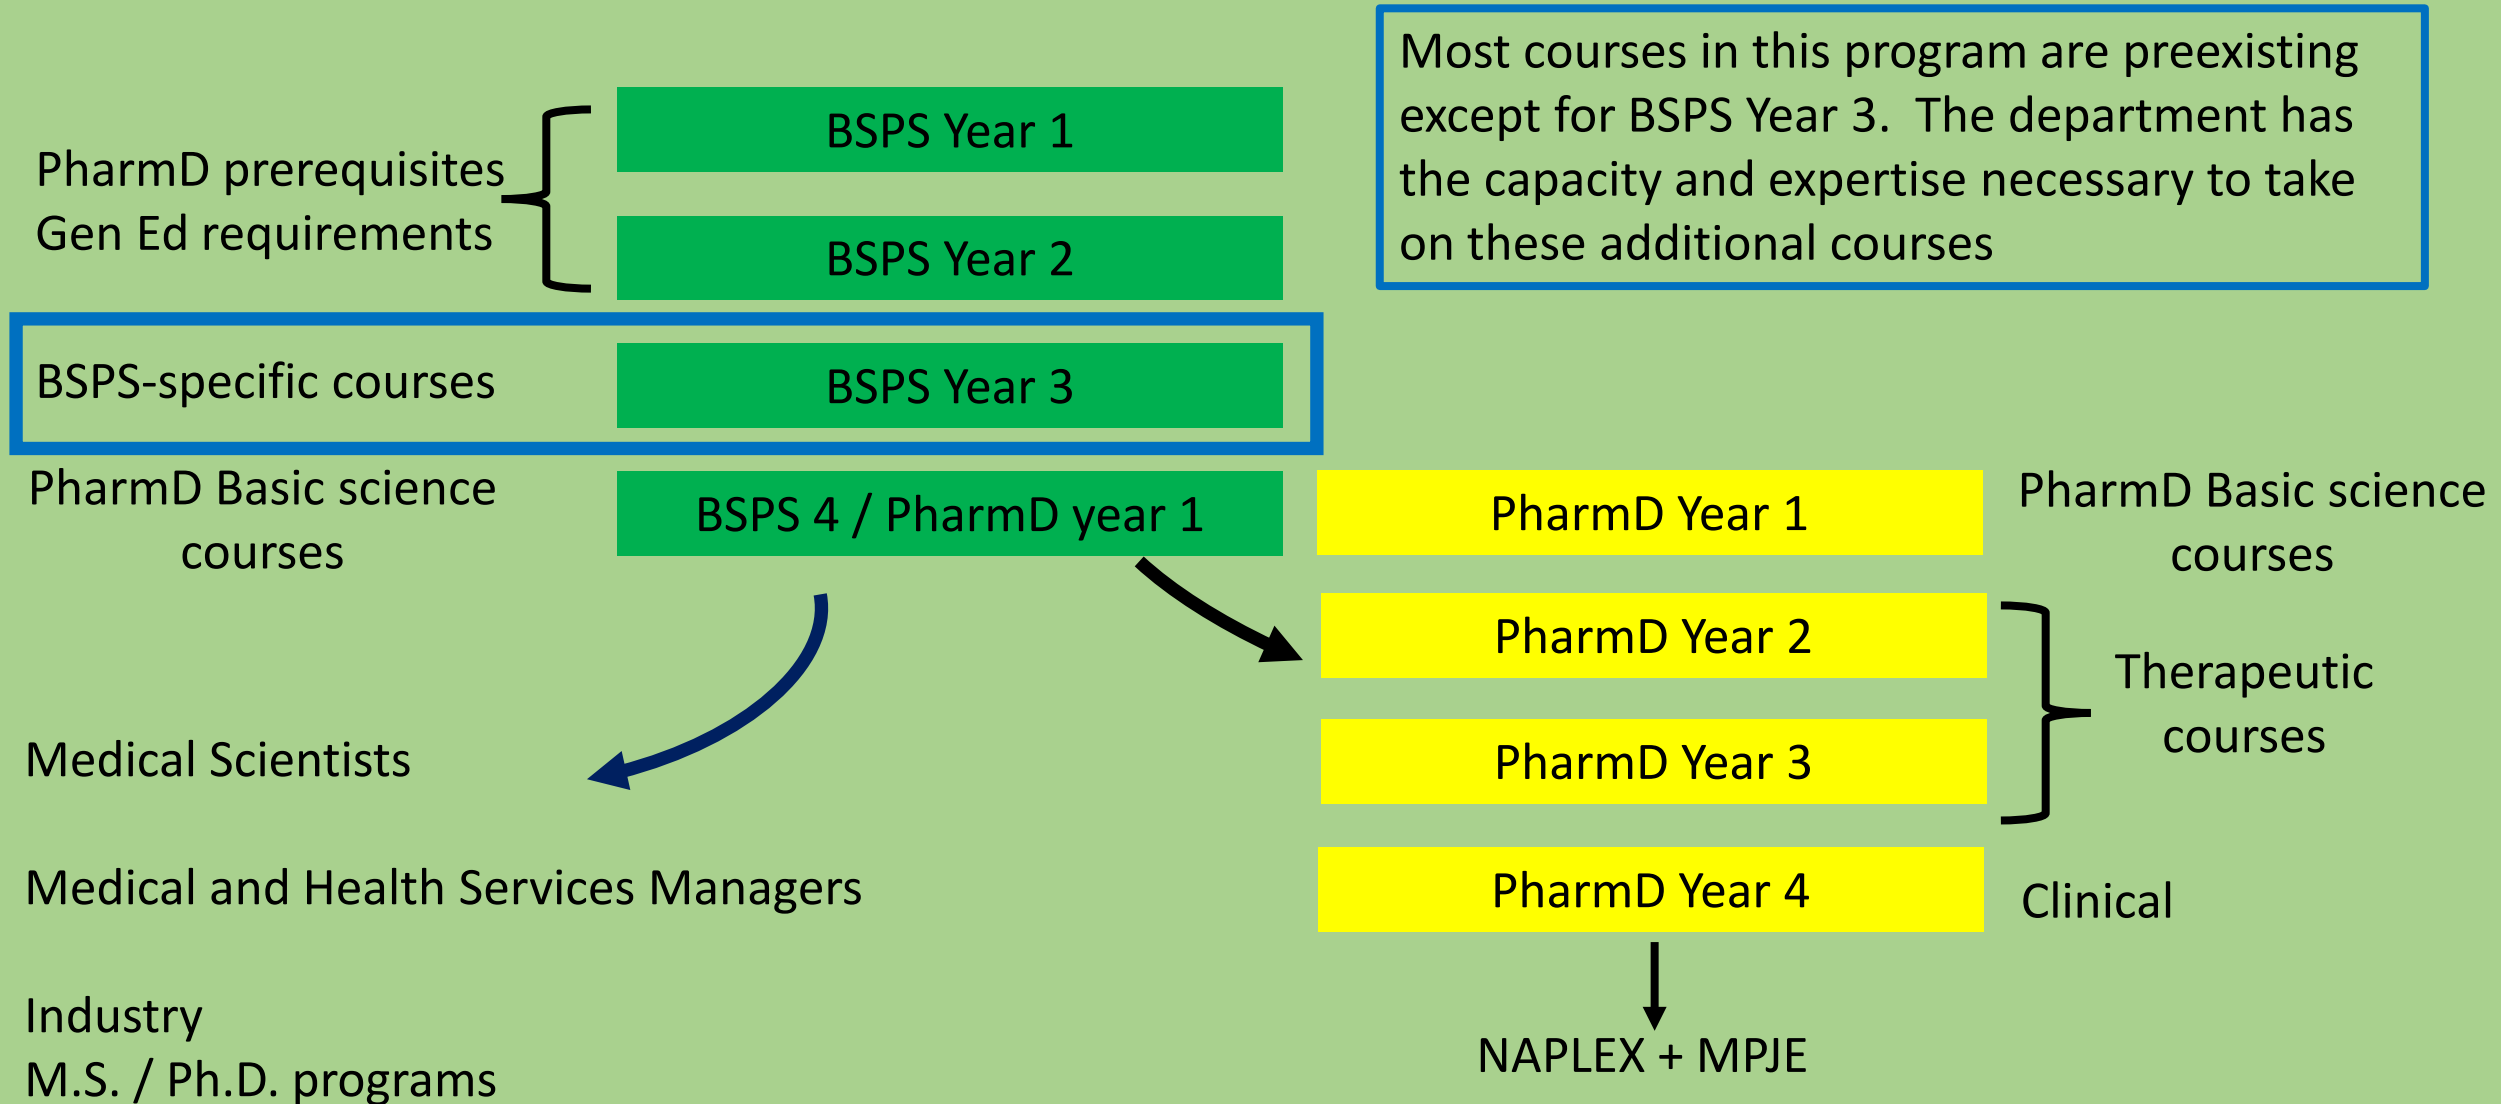 Most courses in this program are preexisting
except for BSPS Year 3.  The department has
the capacity and expertise necessary to take
on these additional courses
PharmD prerequisites
Gen Ed requirements
BSPS Year 1
BSPS Year 2
BSPS-specific courses
BSPS Year 3
PharmD Basic science
courses
BSPS 4 / PharmD year 1
PharmD Year 1
PharmD Basic science
courses
PharmD Year 2
PharmD Year 3
Therapeutic
courses
PharmD Year 4
Clinical
NAPLEX + MPJE
Medical Scientists
Medical and Health Services Managers
Industry
M.S. / Ph.D. programs